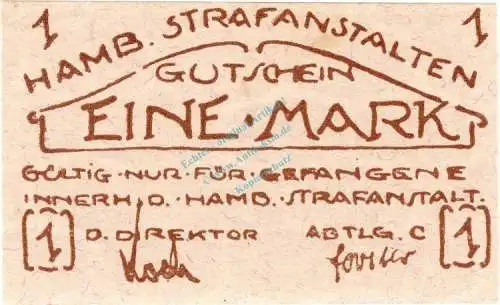 1 1
HAMB. STRAFANSTALTEN
GUTSCHEIN
EINE·MARK
GÜLTIG·NUR·FÜR·GEFANGENE
INNERH·D.·HAMB.·STRAFANSTALT.
1 D. DIREKTOR ABTLG. C 1